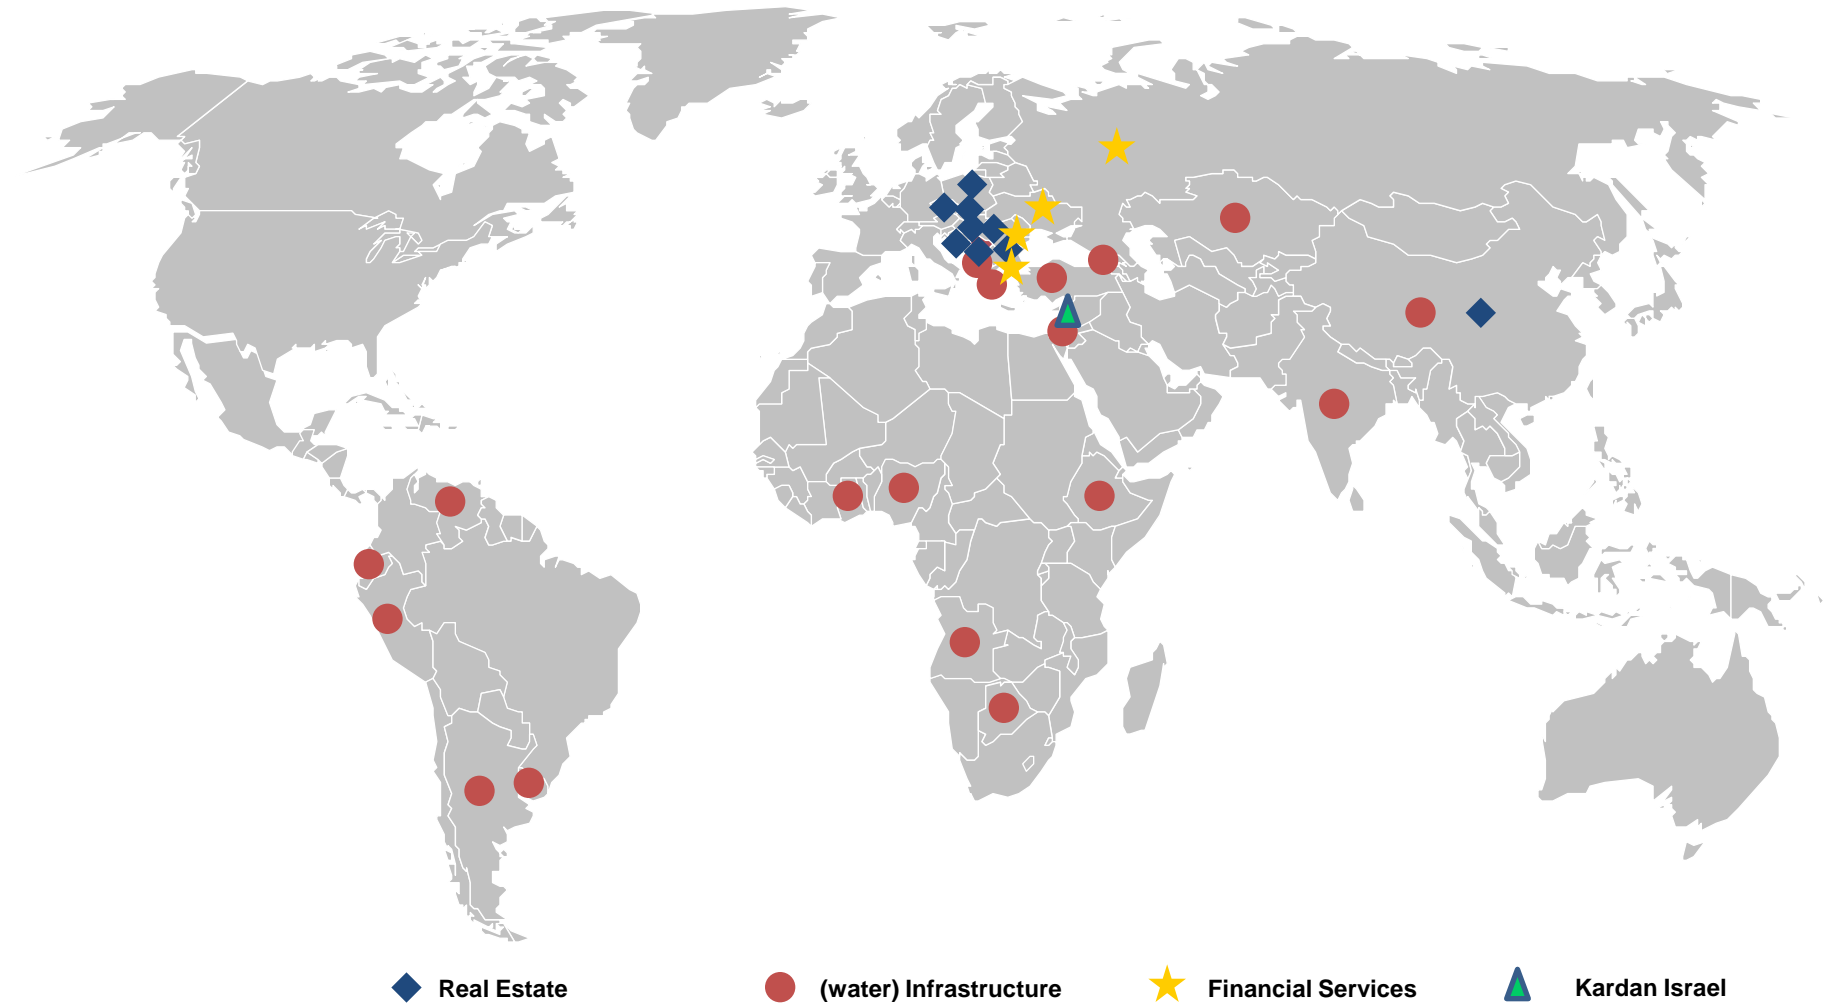 Real Estate
(water) Infrastructure
Financial Services
Kardan Israel